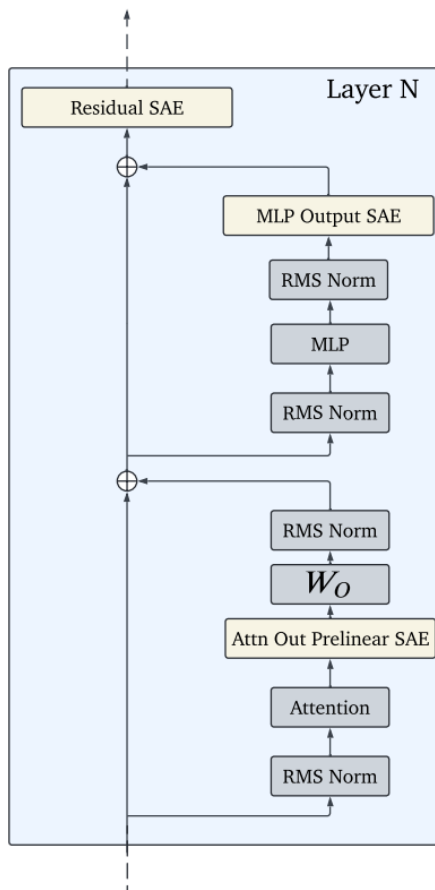 Layer N
Residual SAE
MLP Output SAE
RMS Norm
MLP
RMS Norm
RMS Norm
W_O
Attn Out Prelinear SAE
Attention
RMS Norm